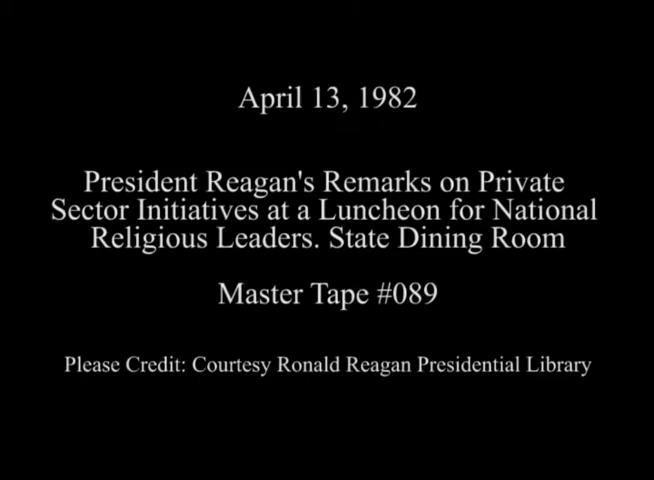 April 13, 1982
President Reagan's Remarks on Private
Sector Initiatives at a Luncheon for National
Religious Leaders. State Dining Room
Master Tape #089
Please Credit: Courtesy Ronald Reagan Presidential Library